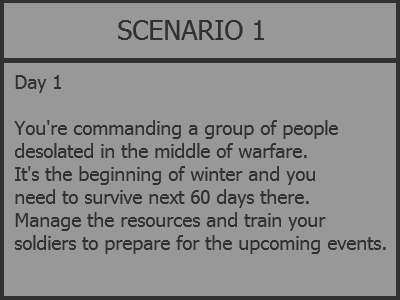 SCENARIO 1
Day 1
You're commanding a group of people
desolated in the middle of warfare.
It's the beginning of winter and you
need to survive next 60 days there.
Manage the resources and train your
soldiers to prepare for the upcoming events.